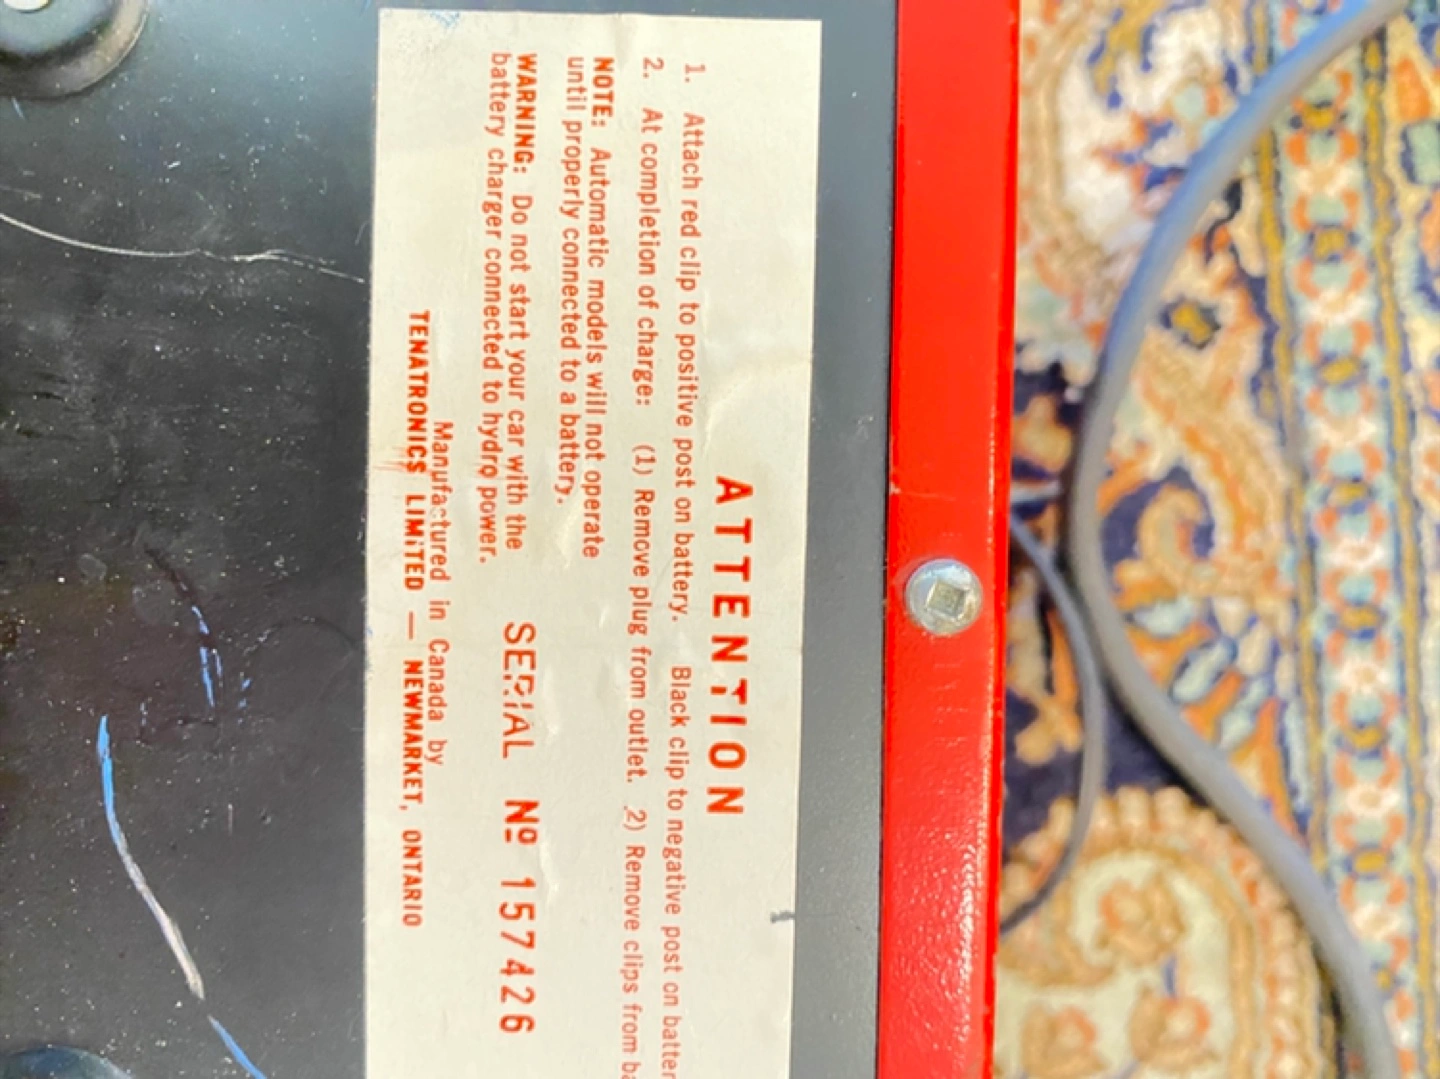 ATTENTION
1. Attach red clip to positive post on battery. Black clip to negative post on
2. At completion of charge: (1) Remove plug from outlet. 2) Remove clips from
NOTE: Automatic models will not operate
until properly connected to a battery.
WARNING: Do not start your car with the
battery charger connected to hydro power.
SERIAL Nº 157426
Manufactured in Canada by
TENATRONICS LIMITED — NEWMARKET, ONTARIO